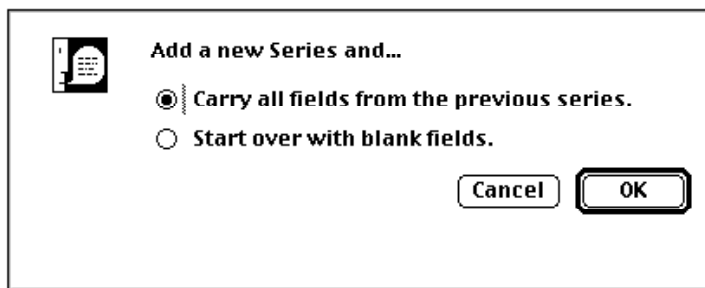 Add a new Series and...
Carry all fields from the previous series.
Start over with blank fields.
Cancel OK